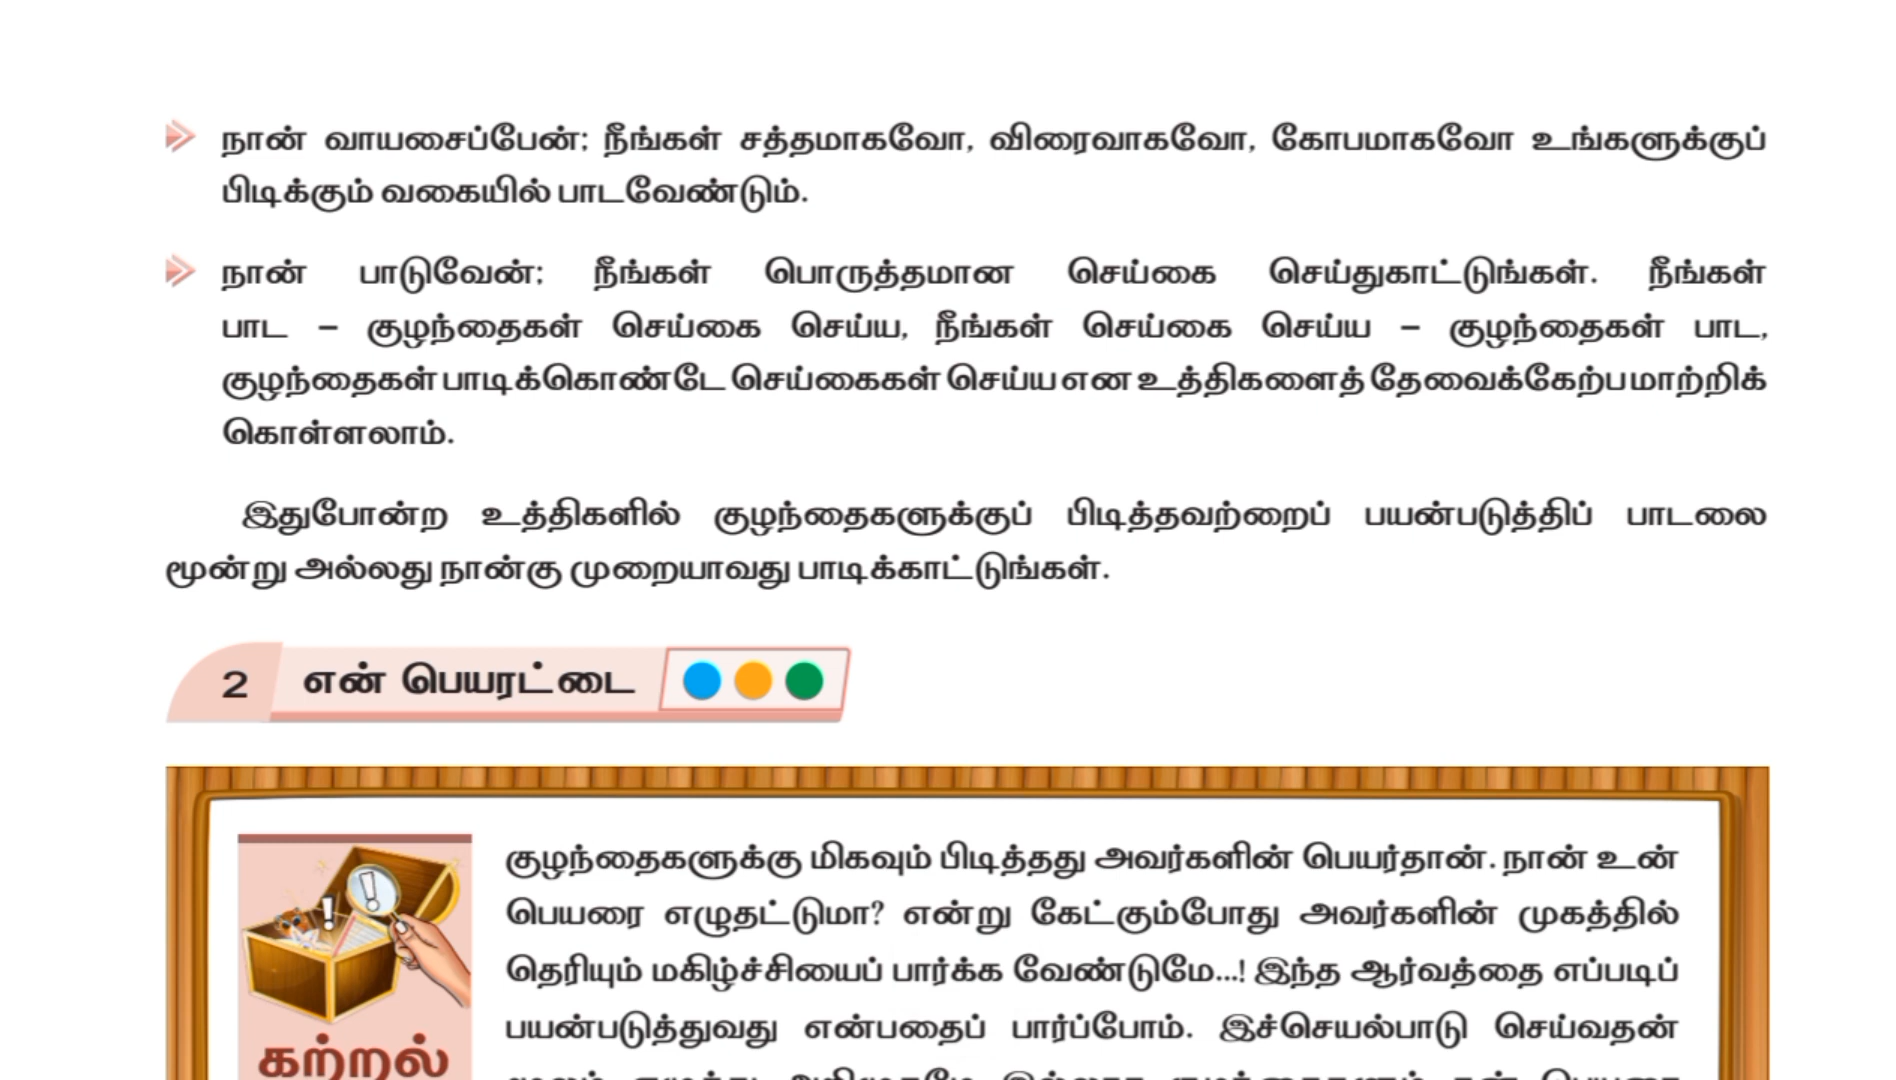 நான் வாயசைப்பேன்; நீங்கள் சத்தமாகவோ, விரைவாகவோ, கோபமாகவோ உங்களுக்குப்
பிடிக்கும் வகையில் பாடவேண்டும்.
நான் பாடுவேன்; நீங்கள் பொருத்தமான செய்கை செய்துகாட்டுங்கள். நீங்கள்
பாட – குழந்தைகள் செய்கை செய்ய, நீங்கள் செய்கை செய்ய – குழந்தைகள் பாட,
குழந்தைகள் பாடிக்கொண்டே செய்கைகள் செய்ய என உத்திகளைத் தேவைக்கேற்ப மாற்றிக்
கொள்ளலாம்.
இதுபோன்ற உத்திகளில் குழந்தைகளுக்குப் பிடித்தவற்றைப் பயன்படுத்திப் பாடலை
மூன்று அல்லது நான்கு முறையாவது பாடிக்காட்டுங்கள்.
2 என் பெயரட்டை
குழந்தைகளுக்கு மிகவும் பிடித்தது அவர்களின் பெயர்தான். நான் உன்
பெயரை எழுதட்டுமா? என்று கேட்கும்போது அவர்களின் முகத்தில்
தெரியும் மகிழ்ச்சியைப் பார்க்க வேண்டுமே...! இந்த ஆர்வத்தை எப்படிப்
பயன்படுத்துவது என்பதைப் பார்ப்போம். இச்செயல்பாடு செய்வதன்
கற்றல்